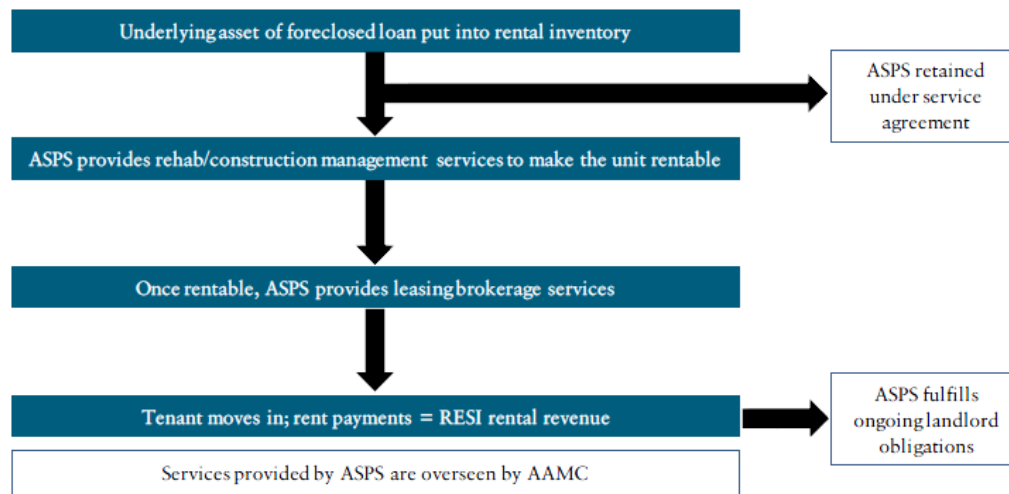 Underlying asset of foreclosed loan put into rental inventory
ASPS retained
under service
agreement
ASPS provides rehab/construction management services to make the unit rentable
Once rentable, ASPS provides leasing brokerage services
Tenant moves in; rent payments = RESI rental revenue
ASPS fulfills
ongoing landlord
obligations
Services provided by ASPS are overseen by AAMC